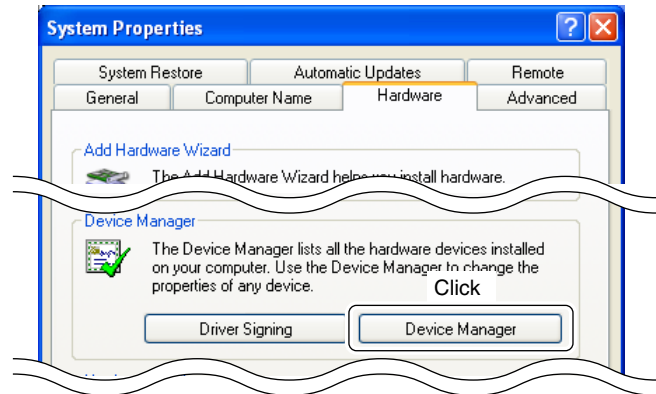 System Properties
System Restore Automatic Updates Remote
General Computer Name Hardware Advanced
Add Hardware Wizard
The Add Hardware Wizard helps you install hardware.
Device Manager
The Device Manager lists all the hardware devices installed
on your computer. Use the Device Manager to change the
properties of any device.
Click
Driver Signing Device Manager